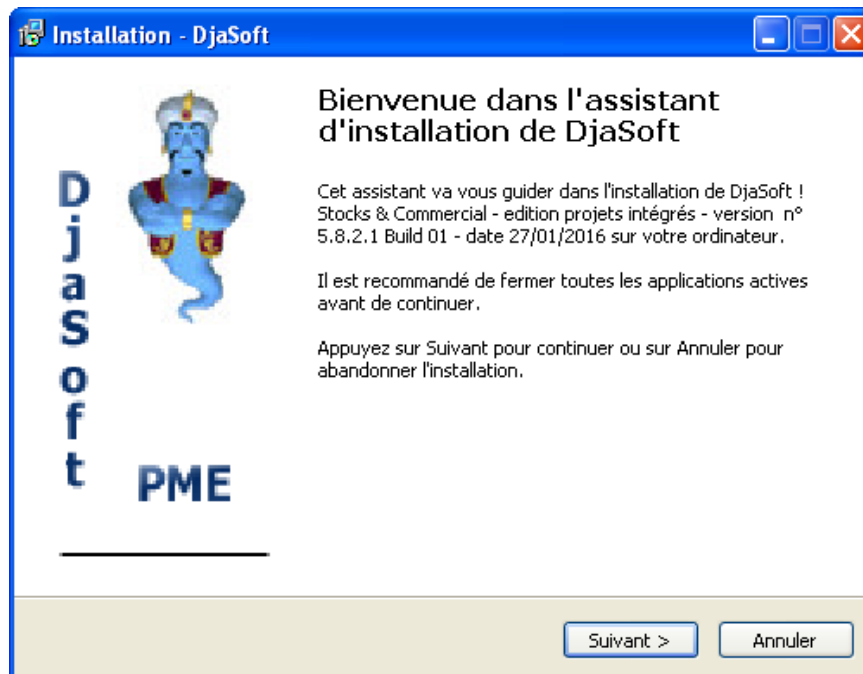 Installation - DjaSoft
DjaSoft
PME
Bienvenue dans l'assistant
d'installation de DjaSoft
Cet assistant va vous guider dans l'installation de DjaSoft !
Stocks & Commercial - edition projets intégrés - version n°
5.8.2.1 Build 01 - date 27/01/2016 sur votre ordinateur.
Il est recommandé de fermer toutes les applications actives
avant de continuer.
Appuyez sur Suivant pour continuer ou sur Annuler pour
abandonner l'installation.
Suivant >
Annuler